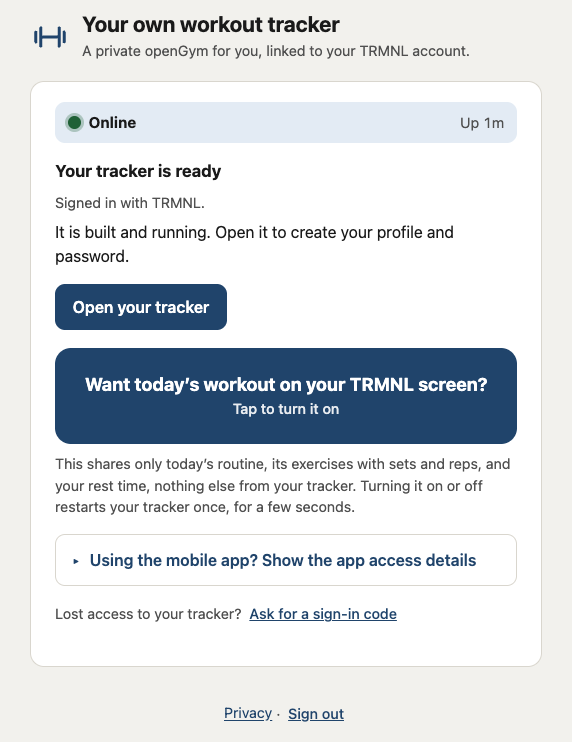 Your own workout tracker
A private openGym for you, linked to your TRMNL account.
Online
Up 1m
Your tracker is ready
Signed in with TRMNL.
It is built and running. Open it to create your profile and
password.
Open your tracker
Want today’s workout on your TRMNL screen?
Tap to turn it on
This shares only today’s routine, its exercises with sets and reps, and
your rest time, nothing else from your tracker. Turning it on or off
restarts your tracker once, for a few seconds.
▸ Using the mobile app? Show the app access details
Lost access to your tracker? Ask for a sign-in code
Privacy · Sign out